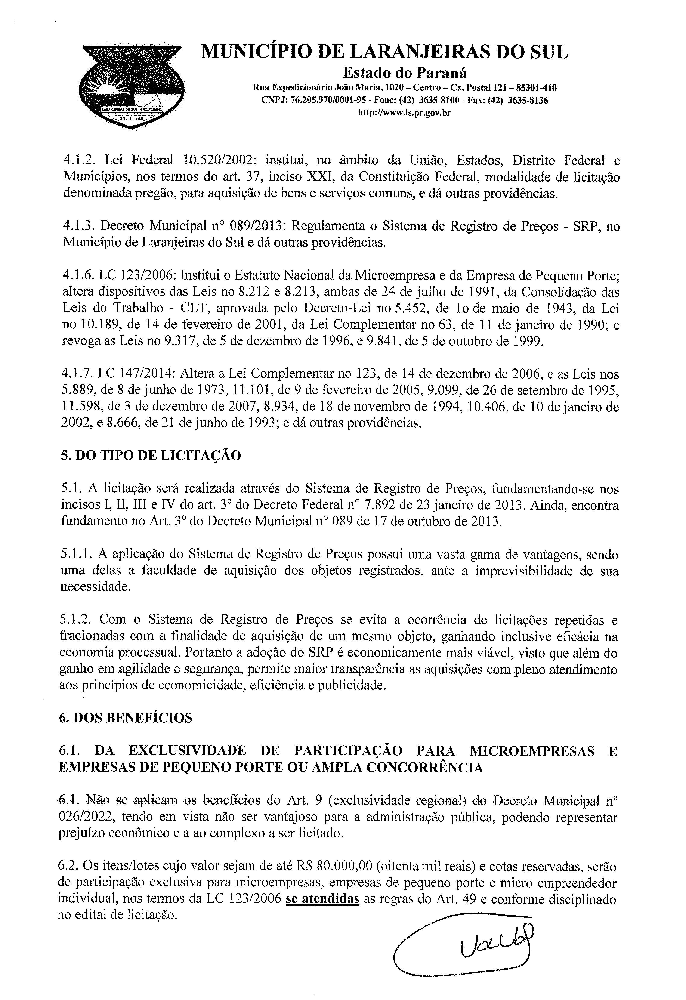 MUNICÍPIO DE LARANJEIRAS DO SUL
Estado do Paraná
Rua Expedicionário João Maria, 1020 – Centro – Cx. Postal 121 – 85301-410
CNPJ: 76.205.970/0001-95 - Fone: (42) 3635-8100 - Fax: (42) 3635-8136
http://www.ls.pr.gov.br
LARANJEIRAS DO SUL - EST. PARANÁ
30 - 11 - 46
4.1.2. Lei Federal 10.520/2002: institui, no âmbito da União, Estados, Distrito Federal e
Municípios, nos termos do art. 37, inciso XXI, da Constituição Federal, modalidade de licitação
denominada pregão, para aquisição de bens e serviços comuns, e dá outras providências.
4.1.3. Decreto Municipal n° 089/2013: Regulamenta o Sistema de Registro de Preços - SRP, no
Município de Laranjeiras do Sul e dá outras providências.
4.1.6. LC 123/2006: Institui o Estatuto Nacional da Microempresa e da Empresa de Pequeno Porte;
altera dispositivos das Leis no 8.212 e 8.213, ambas de 24 de julho de 1991, da Consolidação das
Leis do Trabalho - CLT, aprovada pelo Decreto-Lei no 5.452, de 1o de maio de 1943, da Lei
no 10.189, de 14 de fevereiro de 2001, da Lei Complementar no 63, de 11 de janeiro de 1990; e
revoga as Leis no 9.317, de 5 de dezembro de 1996, e 9.841, de 5 de outubro de 1999.
4.1.7. LC 147/2014: Altera a Lei Complementar no 123, de 14 de dezembro de 2006, e as Leis nos
5.889, de 8 de junho de 1973, 11.101, de 9 de fevereiro de 2005, 9.099, de 26 de setembro de 1995,
11.598, de 3 de dezembro de 2007, 8.934, de 18 de novembro de 1994, 10.406, de 10 de janeiro de
2002, e 8.666, de 21 de junho de 1993; e dá outras providências.
5. DO TIPO DE LICITAÇÃO
5.1. A licitação será realizada através do Sistema de Registro de Preços, fundamentando-se nos
incisos I, II, III e IV do art. 3º do Decreto Federal n° 7.892 de 23 janeiro de 2013. Ainda, encontra
fundamento no Art. 3º do Decreto Municipal n° 089 de 17 de outubro de 2013.
5.1.1. A aplicação do Sistema de Registro de Preços possui uma vasta gama de vantagens, sendo
uma delas a faculdade de aquisição dos objetos registrados, ante a imprevisibilidade de sua
necessidade.
5.1.2. Com o Sistema de Registro de Preços se evita a ocorrência de licitações repetidas e
fracionadas com a finalidade de aquisição de um mesmo objeto, ganhando inclusive eficácia na
economia processual. Portanto a adoção do SRP é economicamente mais viável, visto que além do
ganho em agilidade e segurança, permite maior transparência as aquisições com pleno atendimento
aos princípios de economicidade, eficiência e publicidade.
6. DOS BENEFÍCIOS
6.1. DA EXCLUSIVIDADE DE PARTICIPAÇÃO PARA MICROEMPRESAS E
EMPRESAS DE PEQUENO PORTE OU AMPLA CONCORRÊNCIA
6.1. Não se aplicam os benefícios do Art. 9 (exclusividade regional) do Decreto Municipal nº
026/2022, tendo em vista não ser vantajoso para a administração pública, podendo representar
prejuízo econômico e a ao complexo a ser licitado.
6.2. Os itens/lotes cujo valor sejam de até R$ 80.000,00 (oitenta mil reais) e cotas reservadas, serão
de participação exclusiva para microempresas, empresas de pequeno porte e micro empreendedor
individual, nos termos da LC 123/2006 se atendidas as regras do Art. 49 e conforme disciplinado
no edital de licitação.